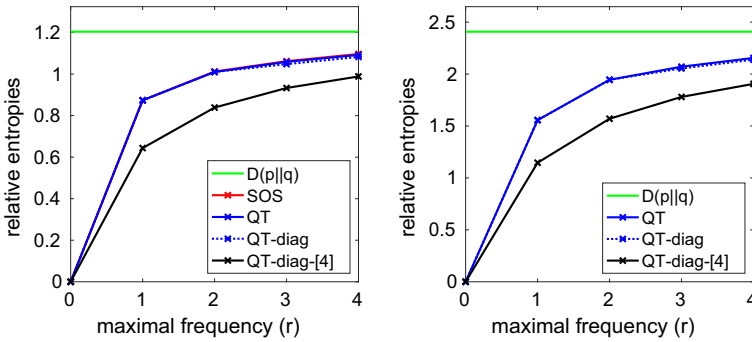 1.2
1
0.8
0.6
0.4
0.2
0
0
1
2
3
4
relative entropies
maximal frequency (r)
D(p||q)
SOS
QT
QT-diag
QT-diag-[4]
2.5
2
1.5
1
0.5
0
0
1
2
3
4
relative entropies
maximal frequency (r)
D(p||q)
QT
QT-diag
QT-diag-[4]